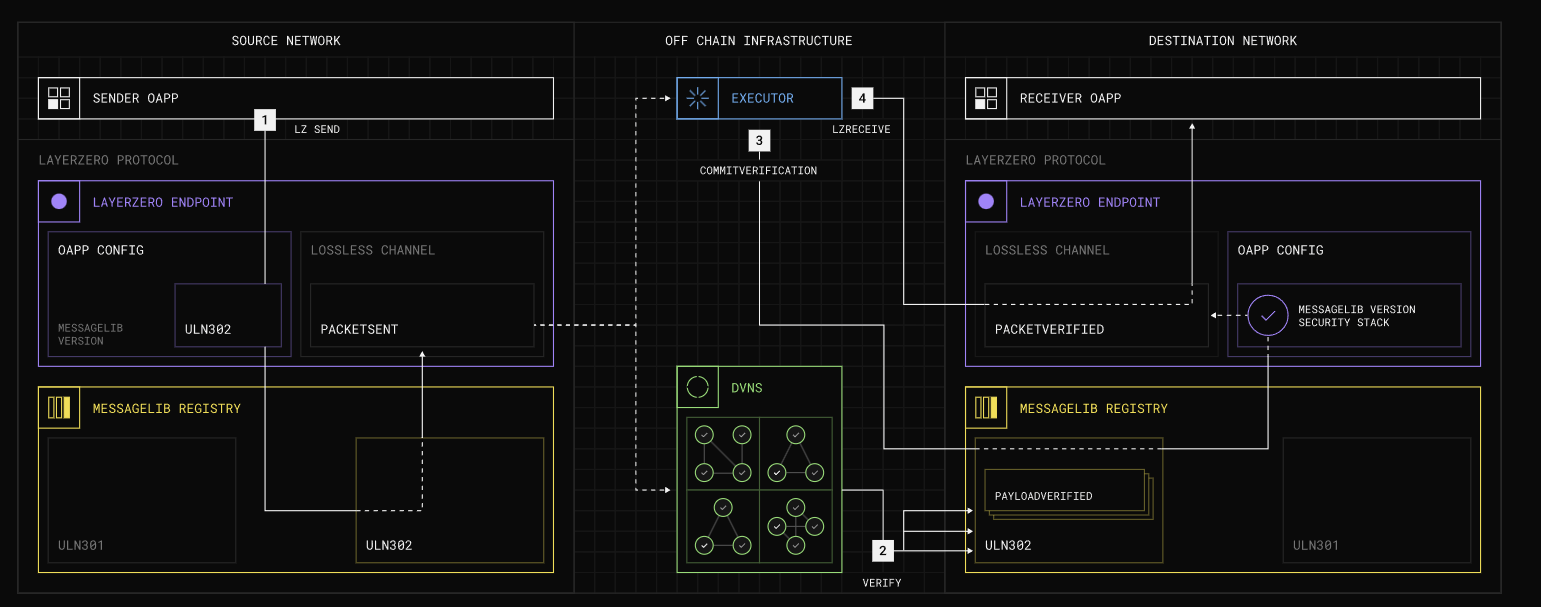 SOURCE NETWORK
OFF CHAIN INFRASTRUCTURE
DESTINATION NETWORK
SENDER OAPP
1
LZ SEND
LAYERZERO PROTOCOL
LAYERZERO ENDPOINT
OAPP CONFIG
MESSAGELIB
VERSION
ULN302
LOSSLESS CHANNEL
PACKETSENT
MESSAGELIB REGISTRY
ULN301
ULN302
EXECUTOR
4
LZRECEIVE
3
COMMITVERIFICATION
DVNS
2
VERIFY
RECEIVER OAPP
LAYERZERO PROTOCOL
LAYERZERO ENDPOINT
LOSSLESS CHANNEL
PACKETVERIFIED
OAPP CONFIG
MESSAGELIB VERSION
SECURITY STACK
MESSAGELIB REGISTRY
PAYLOADVERIFIED
ULN302
ULN301